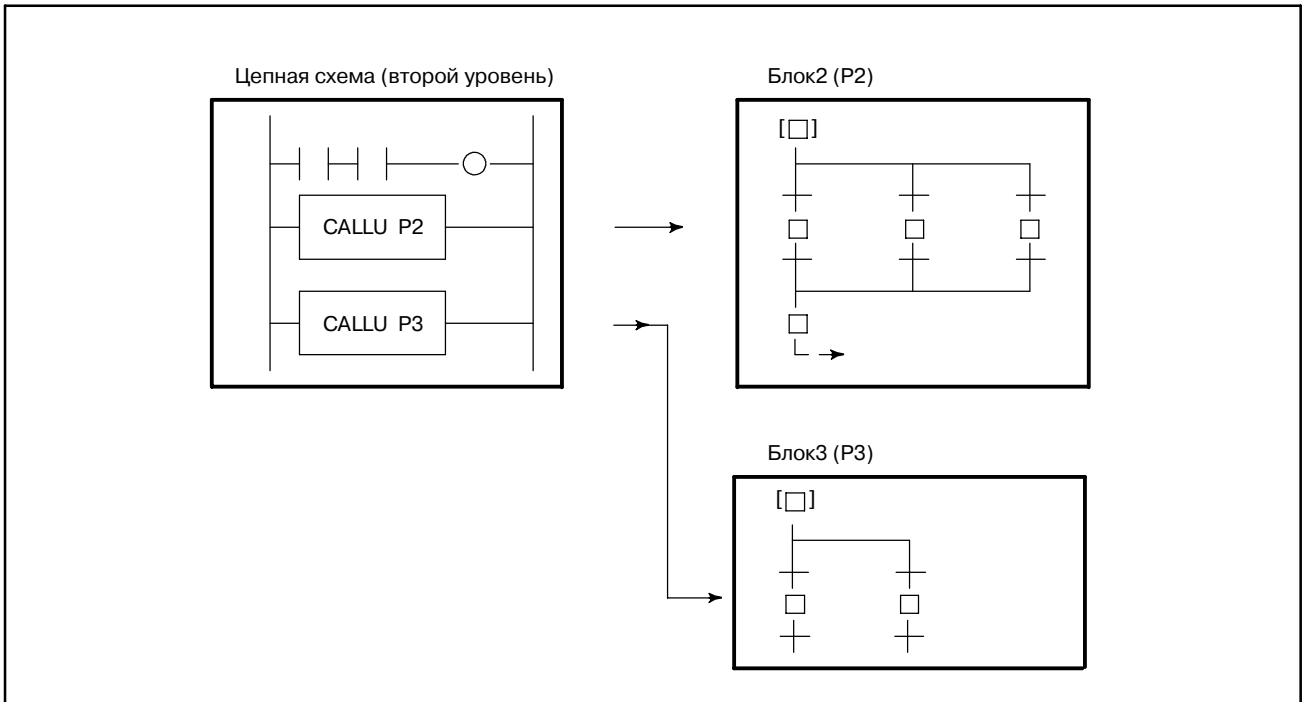 Цепная схема (второй уровень)
CALLU P2
CALLU P3
Блок2 (P2)
[□]
Блок3 (P3)
[□]